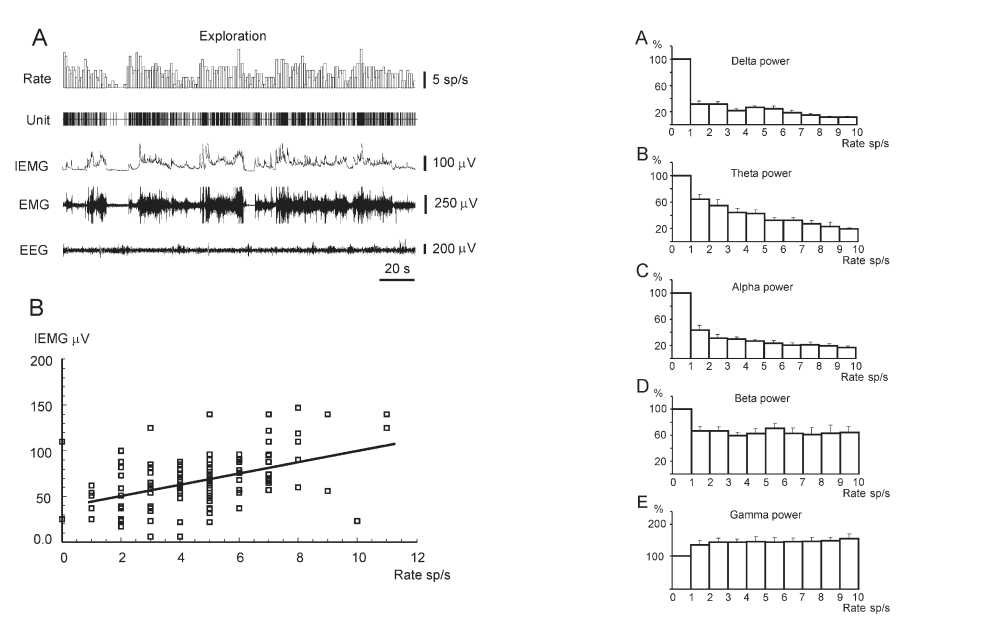 A
Exploration
Rate
5 sp/s
Unit
IEMG
100 µV
EMG
250 µV
EEG
200 µV
20 s
B
IEMG µV
200
150
100
50
0.0
0 2 4 6 8 10 12
Rate sp/s
A
%
Delta power
100
60
20
0 1 2 3 4 5 6 7 8 9 10
Rate sp/s
B
%
Theta power
100
60
20
0 1 2 3 4 5 6 7 8 9 10
Rate sp/s
C
%
Alpha power
100
60
20
0 1 2 3 4 5 6 7 8 9 10
Rate sp/s
D
%
Beta power
100
60
20
0 1 2 3 4 5 6 7 8 9 10
Rate sp/s
E
%
Gamma power
200
100
0 1 2 3 4 5 6 7 8 9 10
Rate sp/s